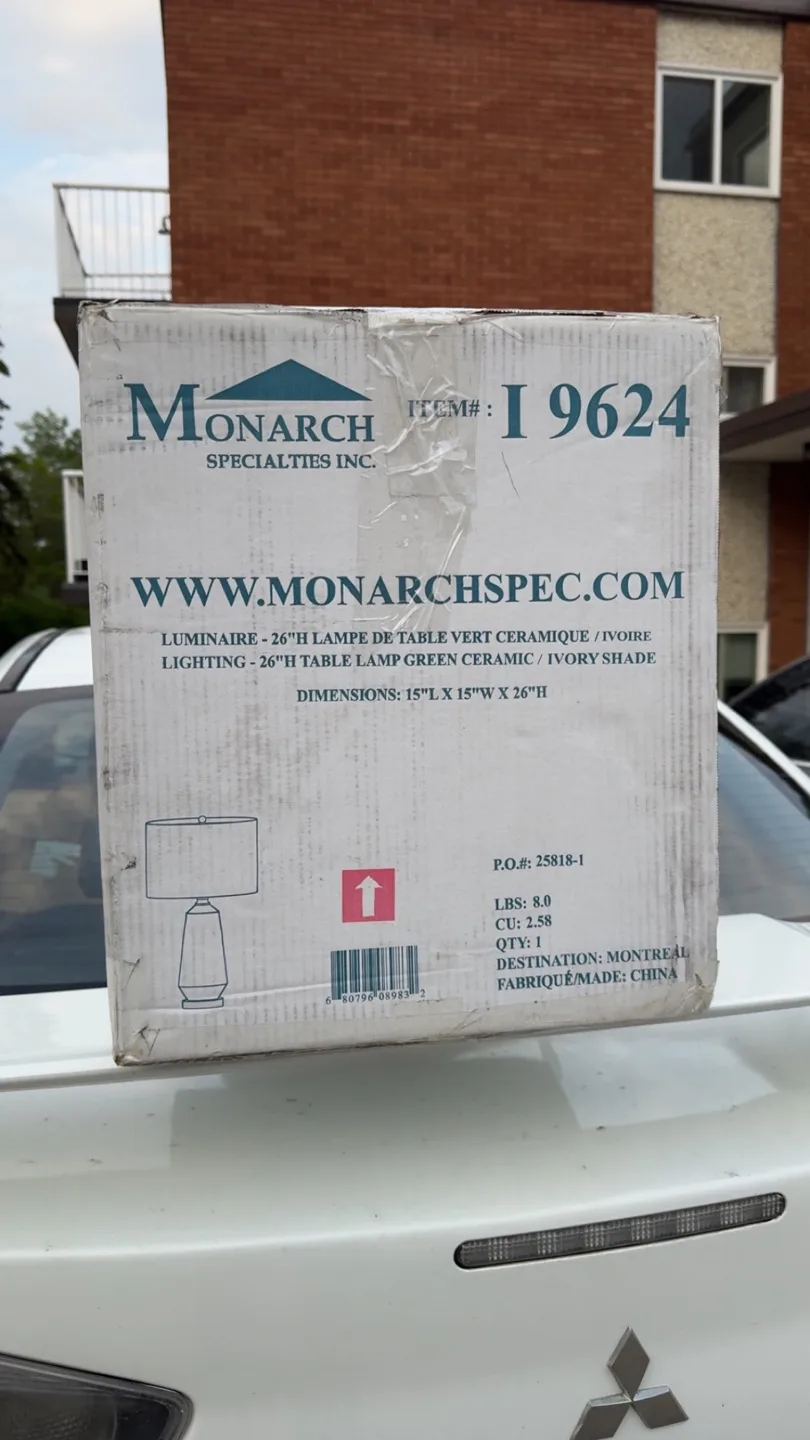 MONARCH
SPECIALTIES INC.
ITEM# : I 9624
WWW.MONARCHSPEC.COM
LUMINAIRE - 26"H LAMPE DE TABLE VERT CERAMIQUE / IVOIRE
LIGHTING - 26"H TABLE LAMP GREEN CERAMIC / IVORY SHADE
DIMENSIONS: 15"L X 15"W X 26"H
P.O.#: 25818-1
LBS: 8.0
CU: 2.58
QTY: 1
DESTINATION: MONTREAL
FABRIQUÉ/MADE: CHINA
6 80796 08983 2